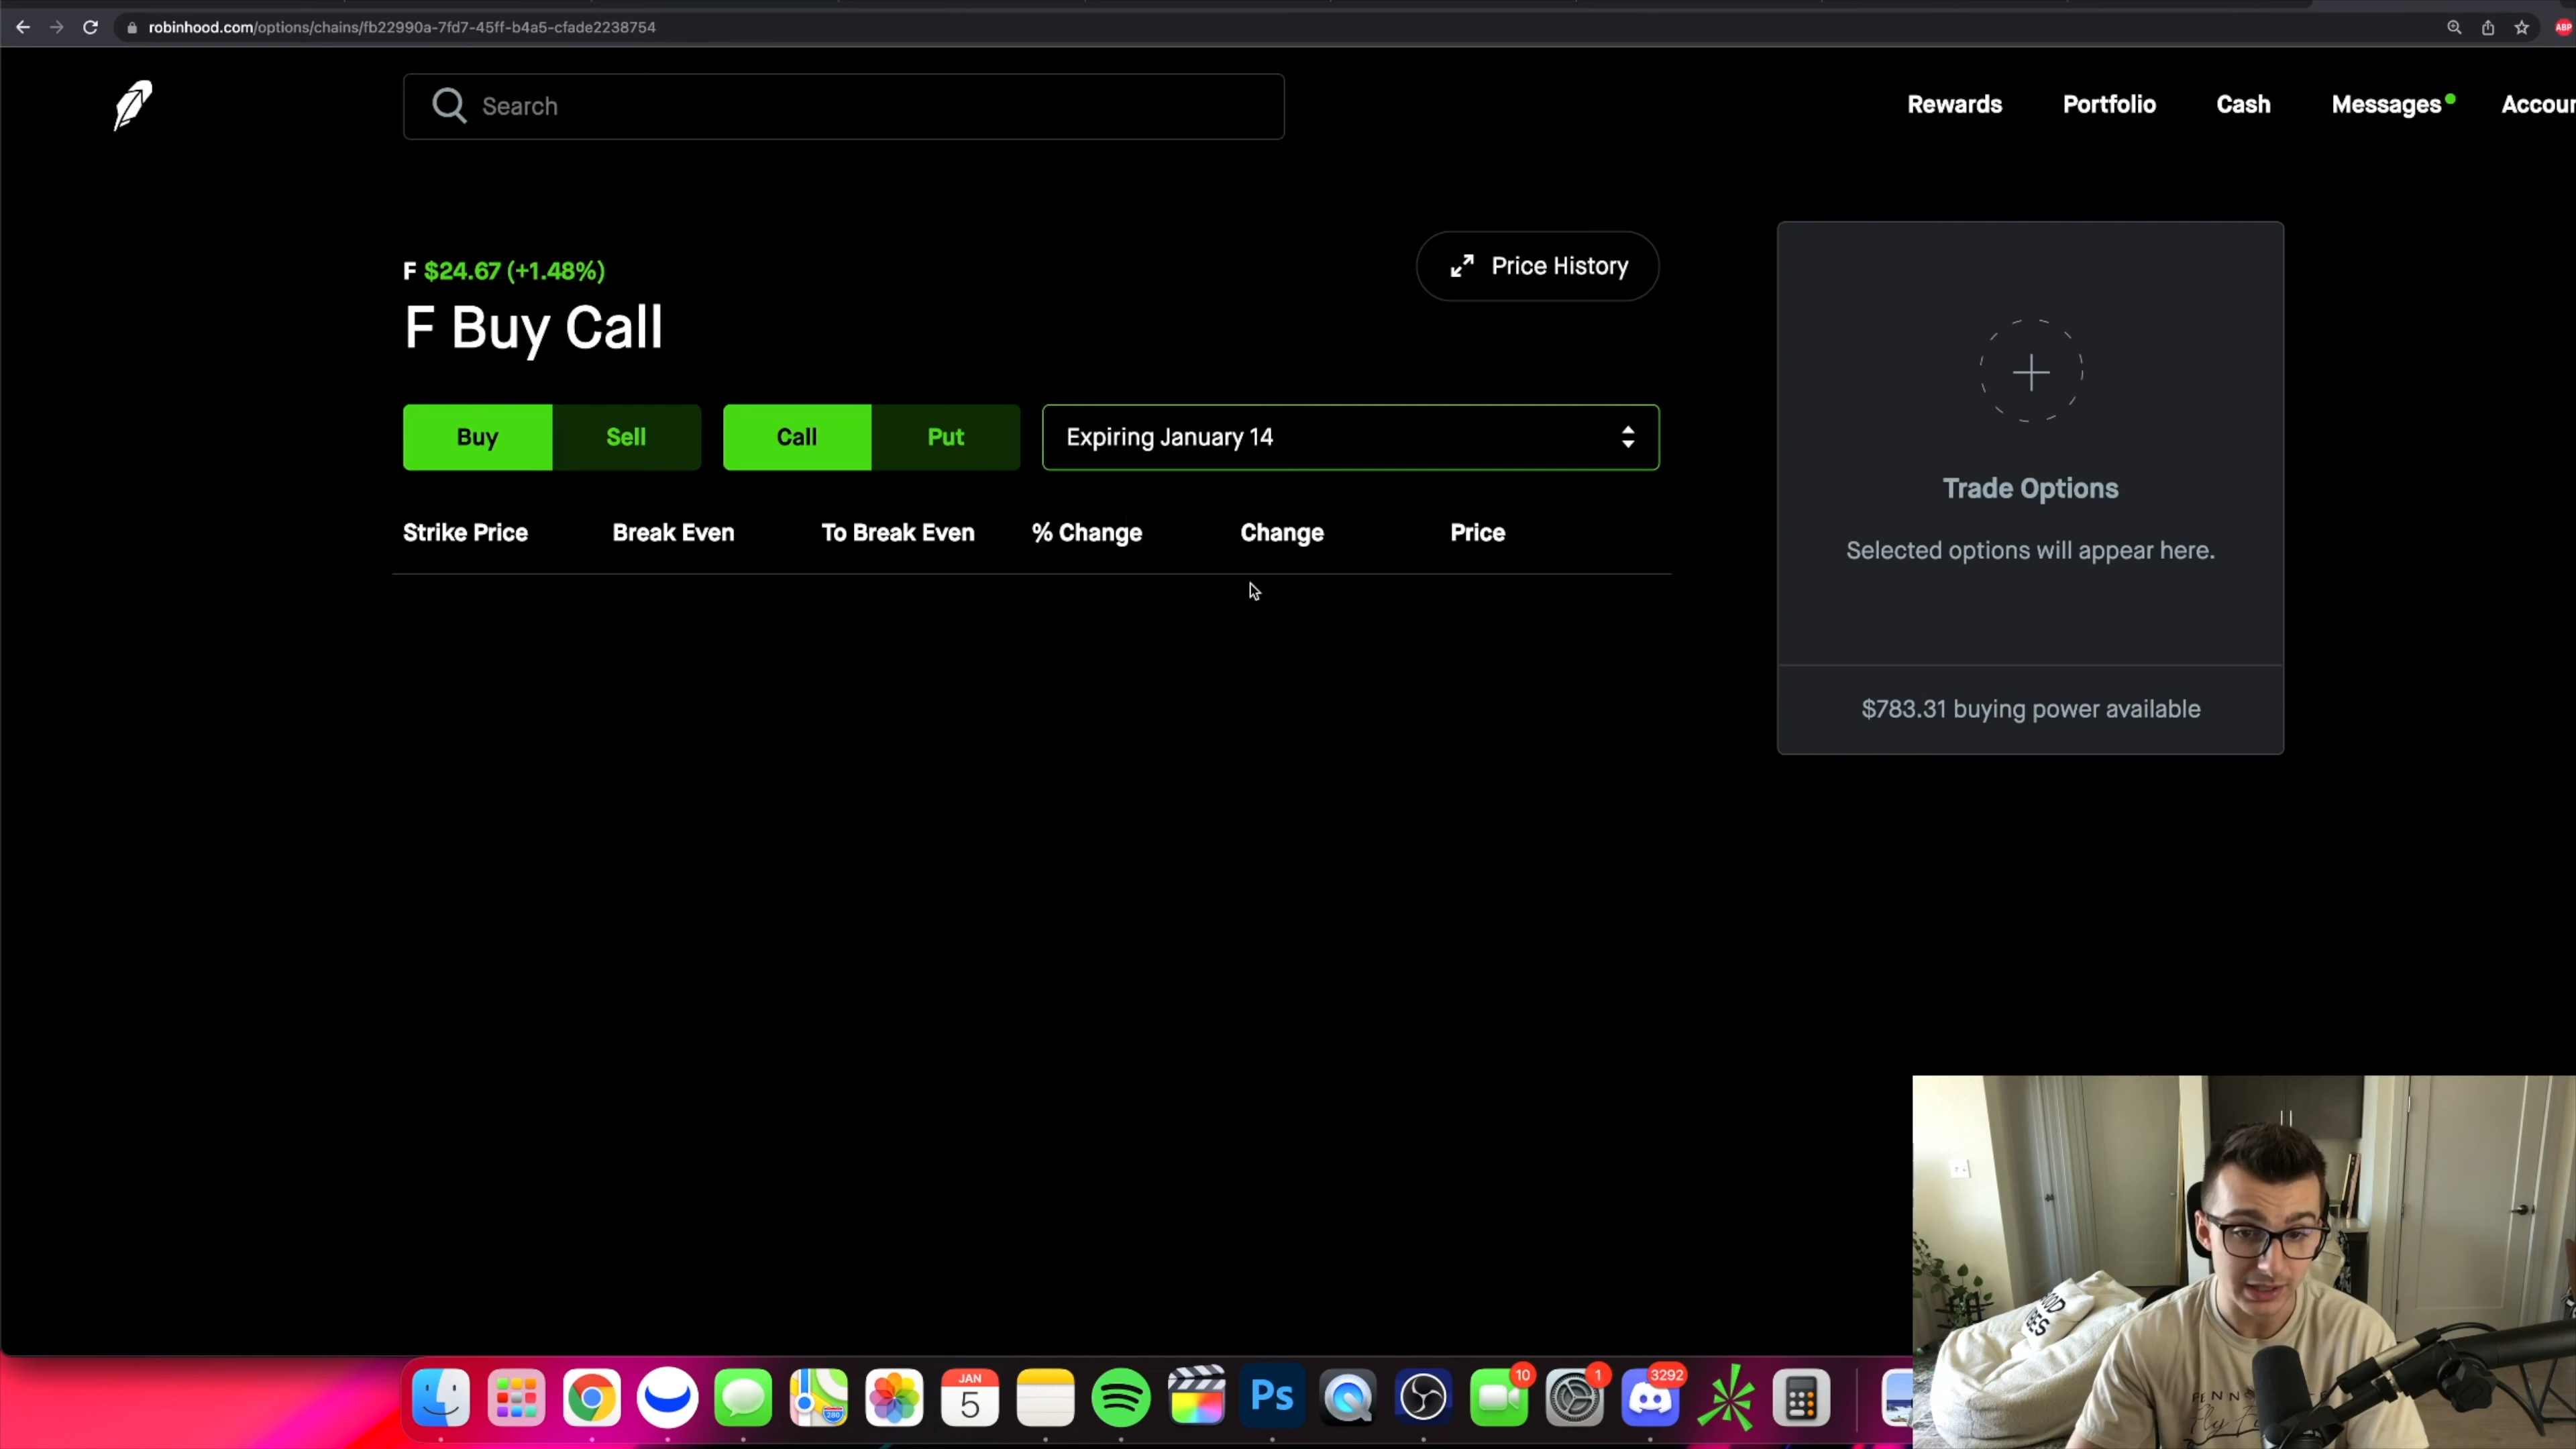 robinhood.com/options/chains/fb22990a-7fd7-45ff-b4a5-cfade2238754
ABP
Search
Rewards
Portfolio
Cash
Messages
Accoun
F $24.67 (+1.48%)
Price History
F Buy Call
Buy
Sell
Call
Put
Expiring January 14
Strike Price
Break Even
To Break Even
% Change
Change
Price
Trade Options
Selected options will appear here.
$783.31 buying power available
JAN
5
280
Ps
10
1
3292